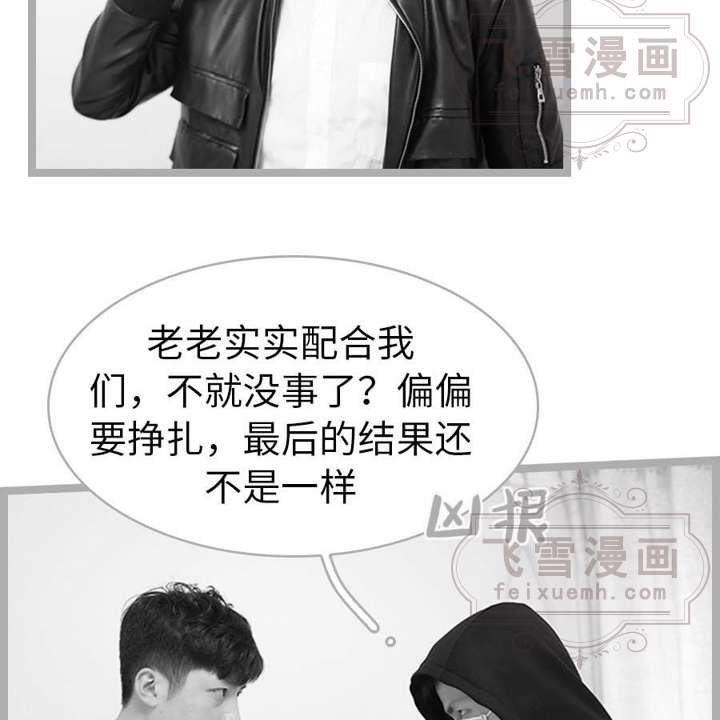 飞雪漫画
feixuemh.com
老老实实配合我
们，不就没事了？偏偏
要挣扎，最后的结果还
不是一样
凶狠
飞雪漫画
feixuemh.com